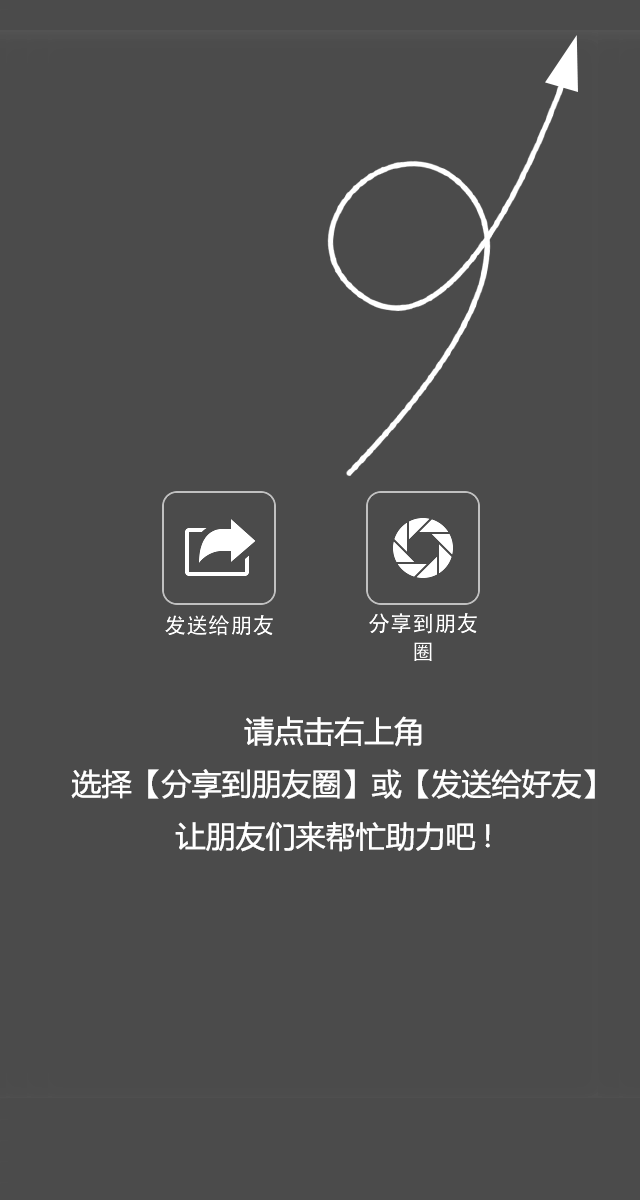 发送给朋友
分享到朋友
圈
请点击右上角
选择【分享到朋友圈】或【发送给好友】
让朋友们来帮忙助力吧！